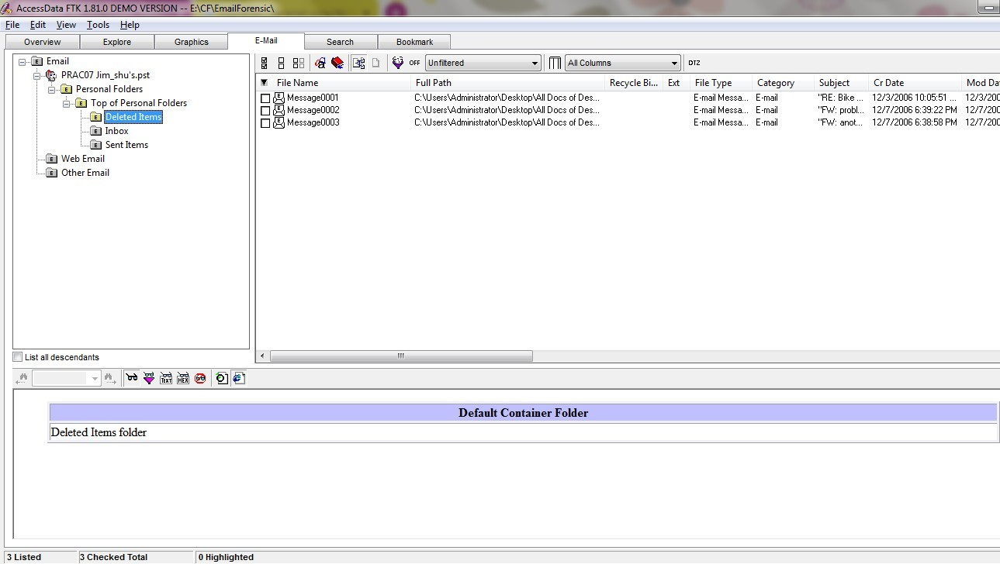 AccessData FTK 1.81.0 DEMO VERSION -- E:\CF\EmailForensic\
File Edit View Tools Help
Overview Explore Graphics E-Mail Search Bookmark
Email
PRAC07 Jim_shu's.pst
Personal Folders
Top of Personal Folders
Deleted Items
Inbox
Sent Items
Web Email
Other Email
List all descendants
OFF Unfiltered All Columns DTZ
File Name Full Path Recycle Bi... Ext File Type Category Subject Cr Date Mod Dat
Message0001 C:\Users\Administrator\Desktop\All Docs of Des... E-mail Messa... E-mail "RE: Bike ... 12/3/2006 10:05:51 ... 12/3/200
Message0002 C:\Users\Administrator\Desktop\All Docs of Des... E-mail Messa... E-mail "FW: probl... 12/7/2006 6:39:22 PM 12/7/200
Message0003 C:\Users\Administrator\Desktop\All Docs of Des... E-mail Messa... E-mail "FW: anot... 12/7/2006 6:38:58 PM 12/7/200
TEXT HEX
Default Container Folder
Deleted Items folder
3 Listed 3 Checked Total 0 Highlighted